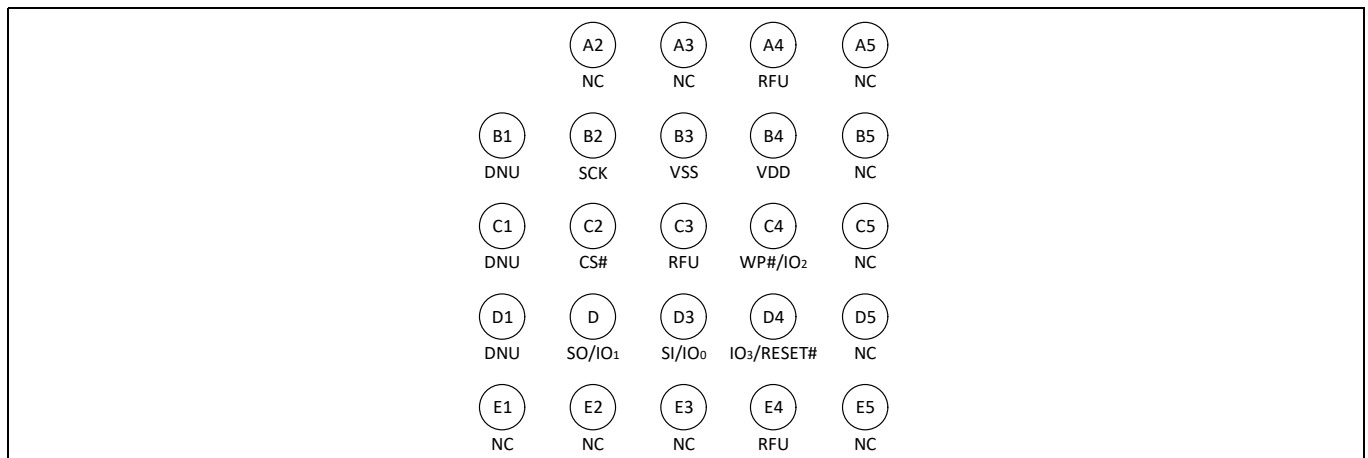 A2 A3 A4 A5
NC NC RFU NC
B1 B2 B3 B4 B5
DNU SCK VSS VDD NC
C1 C2 C3 C4 C5
DNU CS# RFU WP#/IO₂ NC
D1 D D3 D4 D5
DNU SO/IO₁ SI/IO₀ IO₃/RESET# NC
E1 E2 E3 E4 E5
NC NC NC RFU NC